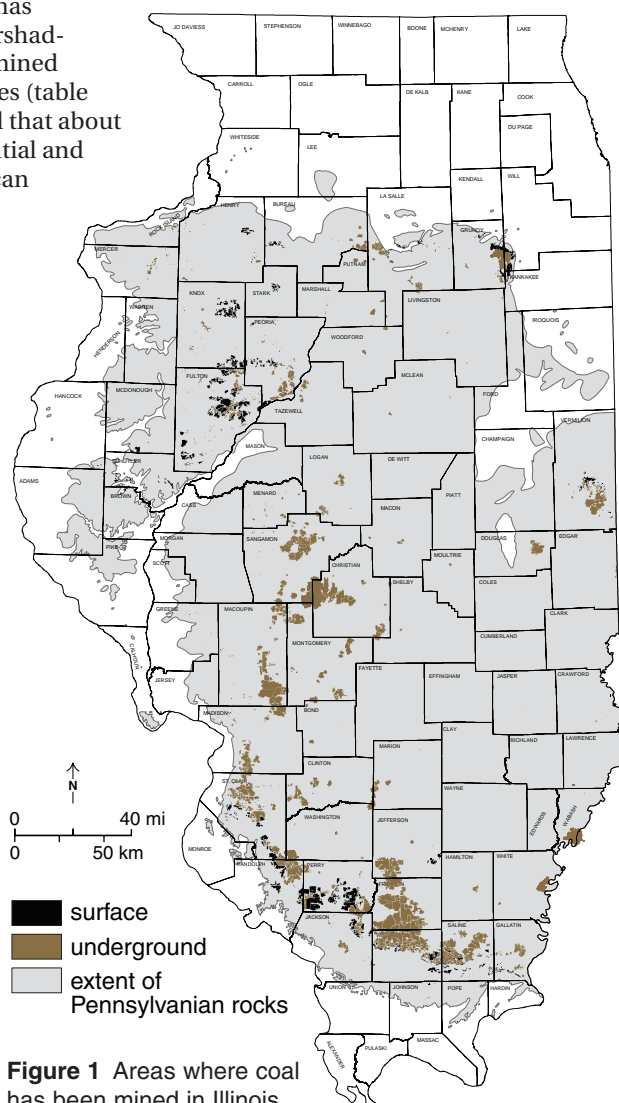 has
rshad-
nined
es (table
l that about
tial and
can
JO DAVIESS
STEPHENSON
WINNEBAGO
BOONE
MCHENRY
LAKE
CARROLL
OGLE
DE KALB
KANE
COOK
DU PAGE
WHITESIDE
LEE
KENDALL
WILL
LA SALLE
HENRY
BUREAU
ROCK ISLAND
GRUNDY
MERCER
PUTNAM
KANKAKEE
KNOX
STARK
MARSHALL
LIVINGSTON
WARREN
HENDERSON
PEORIA
IROQUOIS
WOODFORD
FULTON
MCLEAN
HANCOCK
MCDONOUGH
TAZEWELL
FORD
VERMILION
CHAMPAIGN
MASON
LOGAN
DE WITT
SCHUYLER
ADAMS
BROWN
CASS
MENARD
MACON
PIATT
MORGAN
SANGAMON
DOUGLAS
EDGAR
PIKE
SCOTT
CHRISTIAN
MOULTRIE
SHELBY
COLES
GREENE
MACOUPIN
CLARK
CALHOUN
MONTGOMERY
CUMBERLAND
JERSEY
FAYETTE
EFFINGHAM
JASPER
CRAWFORD
MADISON
BOND
CLAY
RICHLAND
LAWRENCE
MARION
CLINTON
ST. CLAIR
WAYNE
EDWARDS
WABASH
WASHINGTON
JEFFERSON
MONROE
RANDOLPH
PERRY
HAMILTON
WHITE
FRANKLIN
JACKSON
SALINE
GALLATIN
UNION
JOHNSON
POPE
HARDIN
ALEXANDER
PULASKI
MASSAC
N
0 40 mi
0 50 km
surface
underground
extent of
Pennsylvanian rocks
Figure 1 Areas where coal
has been mined in Illinois